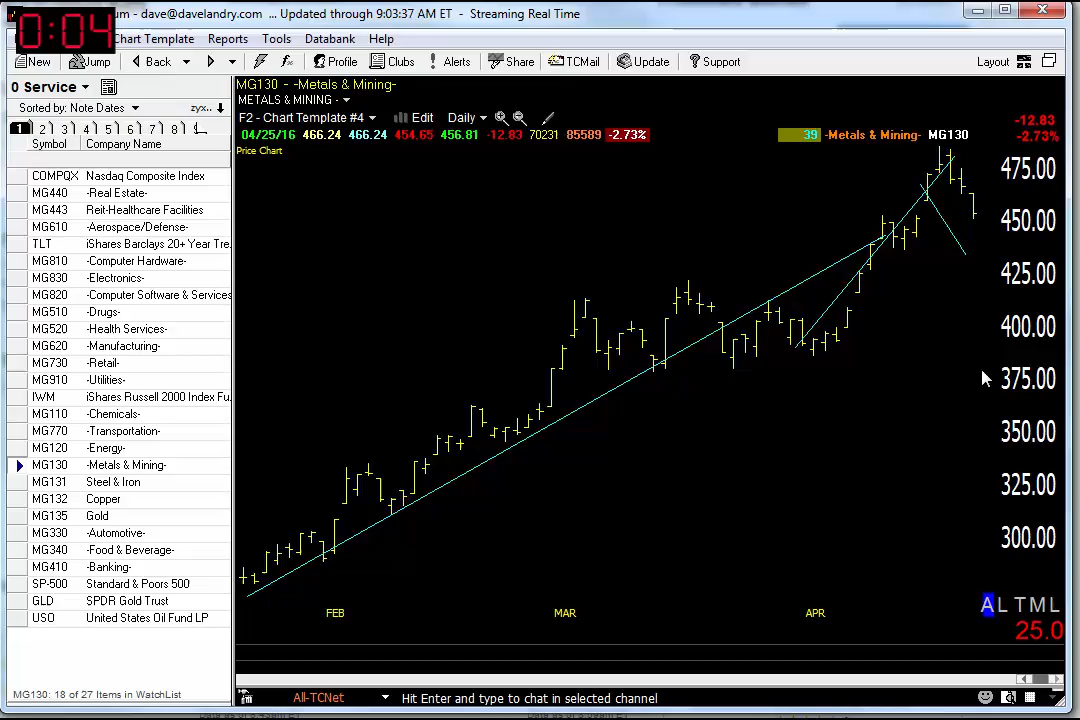 um - dave@davelandry.com ... Updated through 9:03:37 AM ET - Streaming Real Time
0:04
Chart Template Reports Tools Databank Help
New Jump Back Profile Clubs Alerts Share TCMail Update Support Layout
0 Service
Sorted by: Note Dates zyx..
1 2 3 4 5 6 7 8
Symbol Company Name
COMPQX Nasdaq Composite Index
MG440 -Real Estate-
MG443 Reit-Healthcare Facilities
MG610 -Aerospace/Defense-
TLT iShares Barclays 20+ Year Tre.
MG810 -Computer Hardware-
MG830 -Electronics-
MG820 -Computer Software & Services
MG510 -Drugs-
MG520 -Health Services-
MG620 -Manufacturing-
MG730 -Retail-
MG910 -Utilities-
IWM iShares Russell 2000 Index Fu.
MG110 -Chemicals-
MG770 -Transportation-
MG120 -Energy-
MG130 -Metals & Mining-
MG131 Steel & Iron
MG132 Copper
MG135 Gold
MG330 -Automotive-
MG340 -Food & Beverage-
MG410 -Banking-
SP-500 Standard & Poors 500
GLD SPDR Gold Trust
USO United States Oil Fund LP
MG130: 18 of 27 Items in WatchList
MG130 - -Metals & Mining-
METALS & MINING -
F2 - Chart Template #4 Edit Daily
04/25/16 466.24 466.24 454.65 456.81 -12.83 70231 85589 -2.73% 39 -Metals & Mining- MG130
-12.83
-2.73%
Price Chart
475.00
450.00
425.00
400.00
375.00
350.00
325.00
300.00
FEB MAR APR
A L T M L
25.0
All-TCNet Hit Enter and type to chat in selected channel